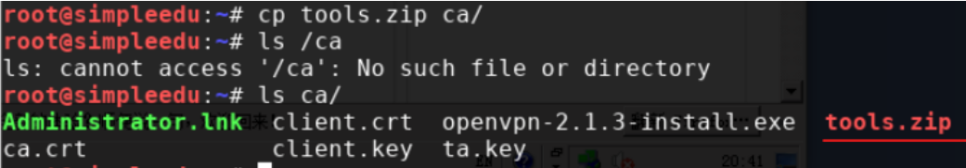 root@simpleedu:~# cp tools.zip ca/
root@simpleedu:~# ls /ca
ls: cannot access '/ca': No such file or directory
root@simpleedu:~# ls ca/
Administrator.lnk client.crt openvpn-2.1.3-install.exe tools.zip
ca.crt client.key ta.key
20:41